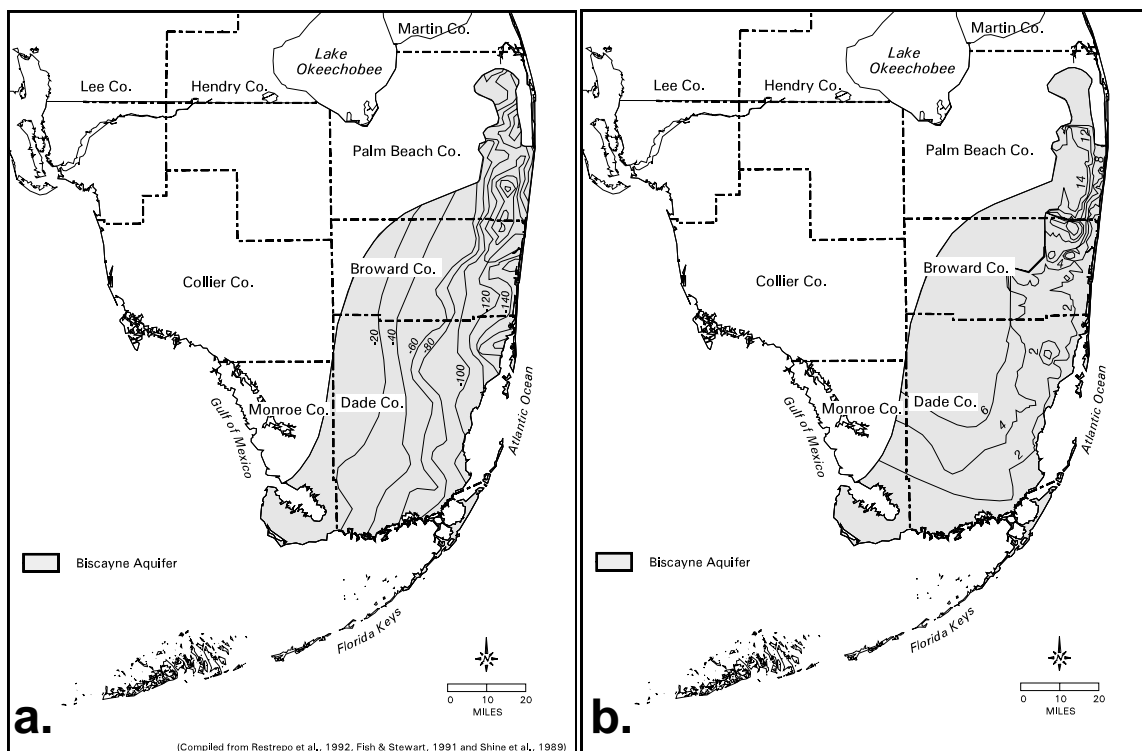 Martin Co.
Lake
Okeechobee
Lee Co.
Hendry Co.
Palm Beach Co.
Broward Co.
Collier Co.
-120
-140
-20
-40
-60
-80
-100
Monroe Co.
Dade Co.
Gulf of Mexico
Atlantic Ocean
Biscayne Aquifer
Florida Keys
N
0 10 20
MILES
a.
(Compiled from Restrepo et al., 1992, Fish & Stewart, 1991 and Shine et al., 1989)
Martin Co.
Lake
Okeechobee
Lee Co.
Hendry Co.
12
Palm Beach Co.
8
14
4
Broward Co.
Collier Co.
2
2
Monroe Co.
Dade Co.
6
4
2
Gulf of Mexico
Atlantic Ocean
Biscayne Aquifer
Florida Keys
N
0 10 20
MILES
b.